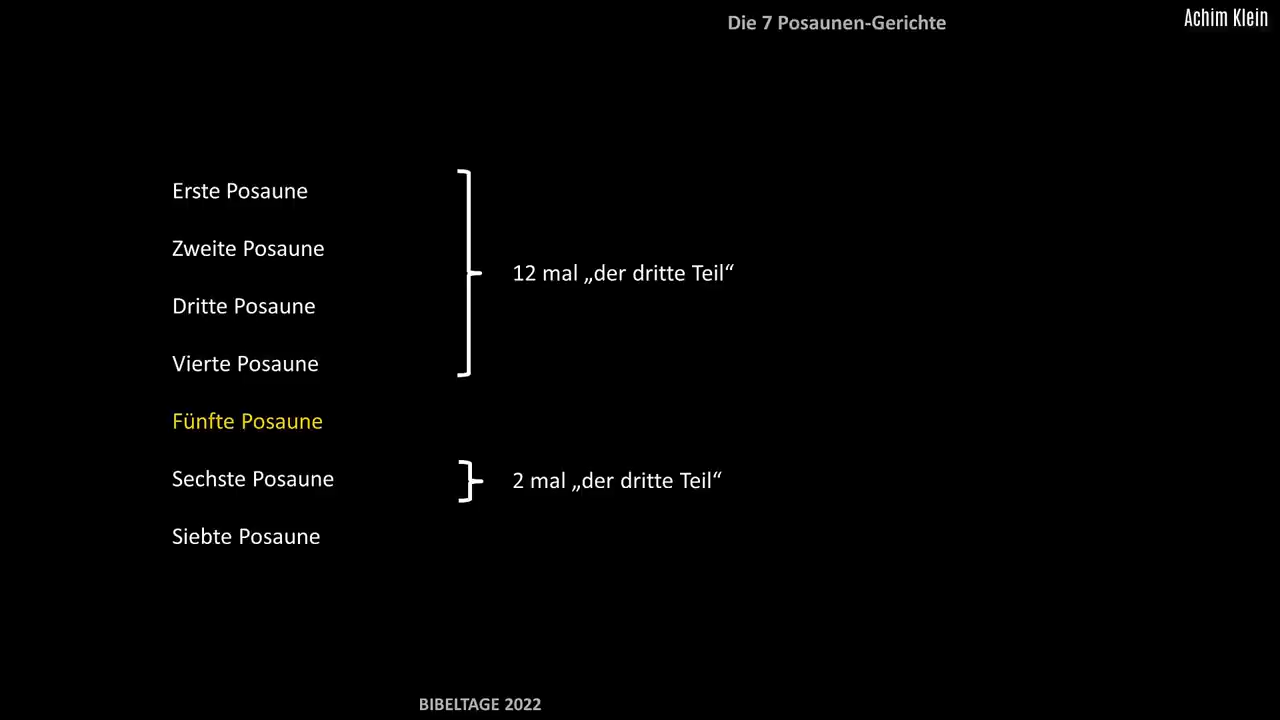 Die 7 Posaunen-Gerichte
Achim Klein
Erste Posaune
Zweite Posaune
12 mal „der dritte Teil“
Dritte Posaune
Vierte Posaune
Fünfte Posaune
Sechste Posaune
2 mal „der dritte Teil“
Siebte Posaune
BIBELTAGE 2022